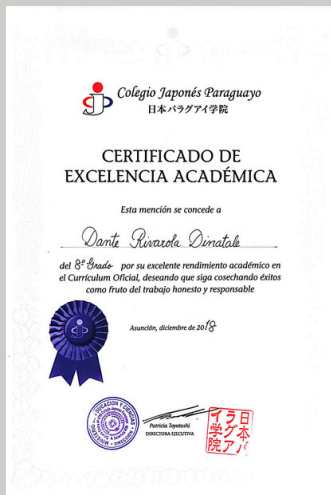 Colegio Japonés Paraguayo
日本パラグアイ学院
CERTIFICADO DE
EXCELENCIA ACADÉMICA
Esta mención se concede a
Dante Rivarola Dinatale
del 8º Grado por su excelente rendimiento académico en
el Currículum Oficial, deseando que siga cosechando éxitos
como fruto del trabajo honesto y responsable
Asunción, diciembre de 2018
Patricia Toyotoshi
DIRECTORA EJECUTIVA
日本パ
ラグア
イ学院